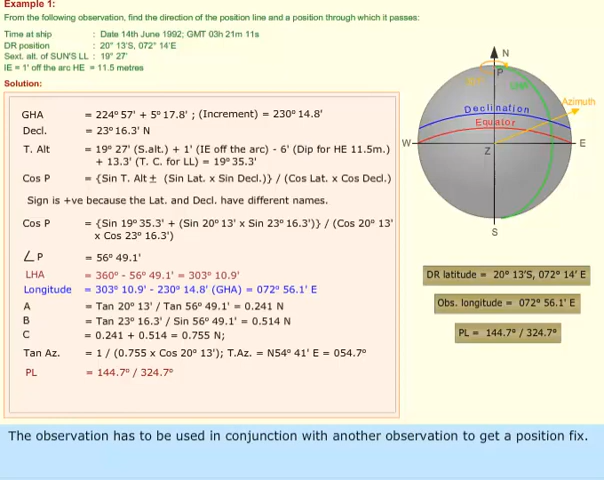 Example 1:
From the following observation, find the direction of the position line and a position through which it passes:
Time at ship : Date 14th June 1992; GMT 03h 21m 11s
DR position : 20° 13'S, 072° 14'E
Sext. alt. of SUN'S LL : 19° 27'
IE = 1' off the arc HE = 11.5 metres
Solution:
GHA = 224° 57' + 5° 17.8' ; (Increment) = 230° 14.8'
Decl. = 23° 16.3' N
T. Alt = 19° 27' (S.alt.) + 1' (IE off the arc) - 6' (Dip for HE 11.5m.)
+ 13.3' (T. C. for LL) = 19° 35.3'
Cos P = {Sin T. Alt ± (Sin Lat. x Sin Decl.)} / (Cos Lat. x Cos Decl.)
Sign is +ve because the Lat. and Decl. have different names.
Cos P = {Sin 19° 35.3' + (Sin 20° 13' x Sin 23° 16.3')} / (Cos 20° 13'
x Cos 23° 16.3')
∠P = 56° 49.1'
LHA = 360° - 56° 49.1' = 303° 10.9'
Longitude = 303° 10.9' - 230° 14.8' (GHA) = 072° 56.1' E
A = Tan 20° 13' / Tan 56° 49.1' = 0.241 N
B = Tan 23° 16.3' / Sin 56° 49.1' = 0.514 N
C = 0.241 + 0.514 = 0.755 N;
Tan Az. = 1 / (0.755 x Cos 20° 13'); T.Az. = N54° 41' E = 054.7°
PL = 144.7° / 324.7°
N
P
LHA
Azimuth
Declination
Equator
W
E
Z
S
DR latitude = 20° 13'S, 072° 14' E
Obs. longitude = 072° 56.1' E
PL = 144.7° / 324.7°
The observation has to be used in conjunction with another observation to get a position fix.